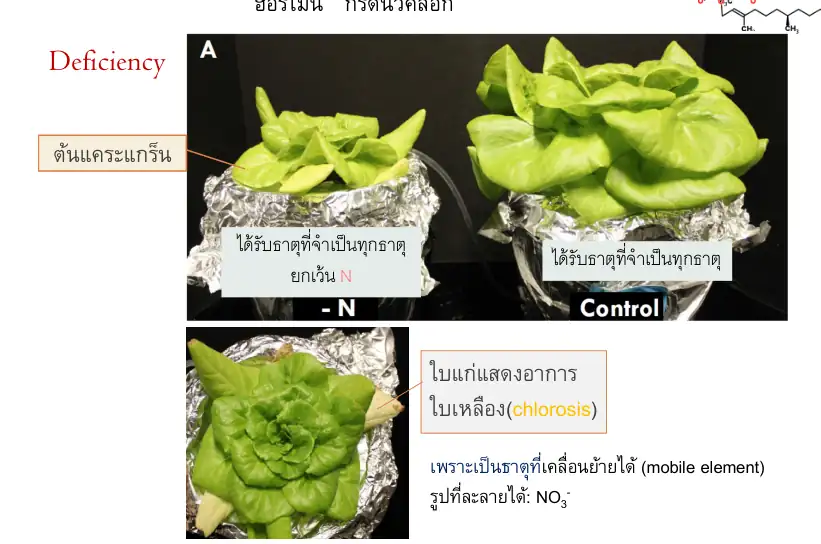 ฮอร์โมน กรดนิวคลิอิก
CH₃
CH₃
Deficiency
A
ต้นแคระแกร็น
ได้รับธาตุที่จำเป็นทุกธาตุ
ยกเว้น N
ได้รับธาตุที่จำเป็นทุกธาตุ
- N
Control
ใบแก่แสดงอาการ
ใบเหลือง(chlorosis)
เพราะเป็นธาตุที่เคลื่อนย้ายได้ (mobile element)
รูปที่ละลายได้: NO₃⁻